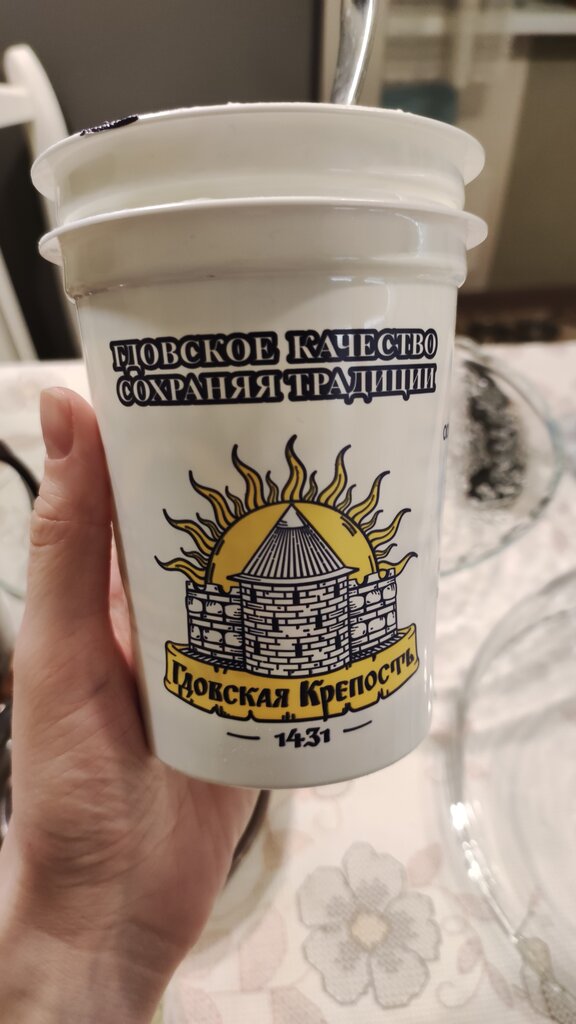 ГДОВСКОЕ КАЧЕСТВО
СОХРАНЯЯ ТРАДИЦИИ
Гдовская Крепость
1431